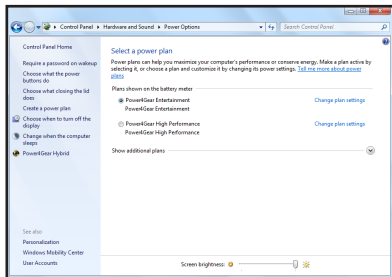 Control Panel
Hardware and Sound
Power Options
Search Control Panel
Control Panel Home
Require a password on wakeup
Choose what the power
buttons do
Choose what closing the lid
does
Create a power plan
Choose when to turn off the
display
Change when the computer
sleeps
Power4Gear Hybrid
See also
Personalization
Windows Mobility Center
User Accounts
Select a power plan
Power plans can help you maximize your computer's performance or conserve energy. Make a plan active by
selecting it, or choose a plan and customize it by changing its power settings. Tell me more about power
plans
Plans shown on the battery meter
Power4Gear Entertainment
Change plan settings
Power4Gear Entertainment
Power4Gear High Performance
Change plan settings
Power4Gear High Performance
Show additional plans
Screen brightness: